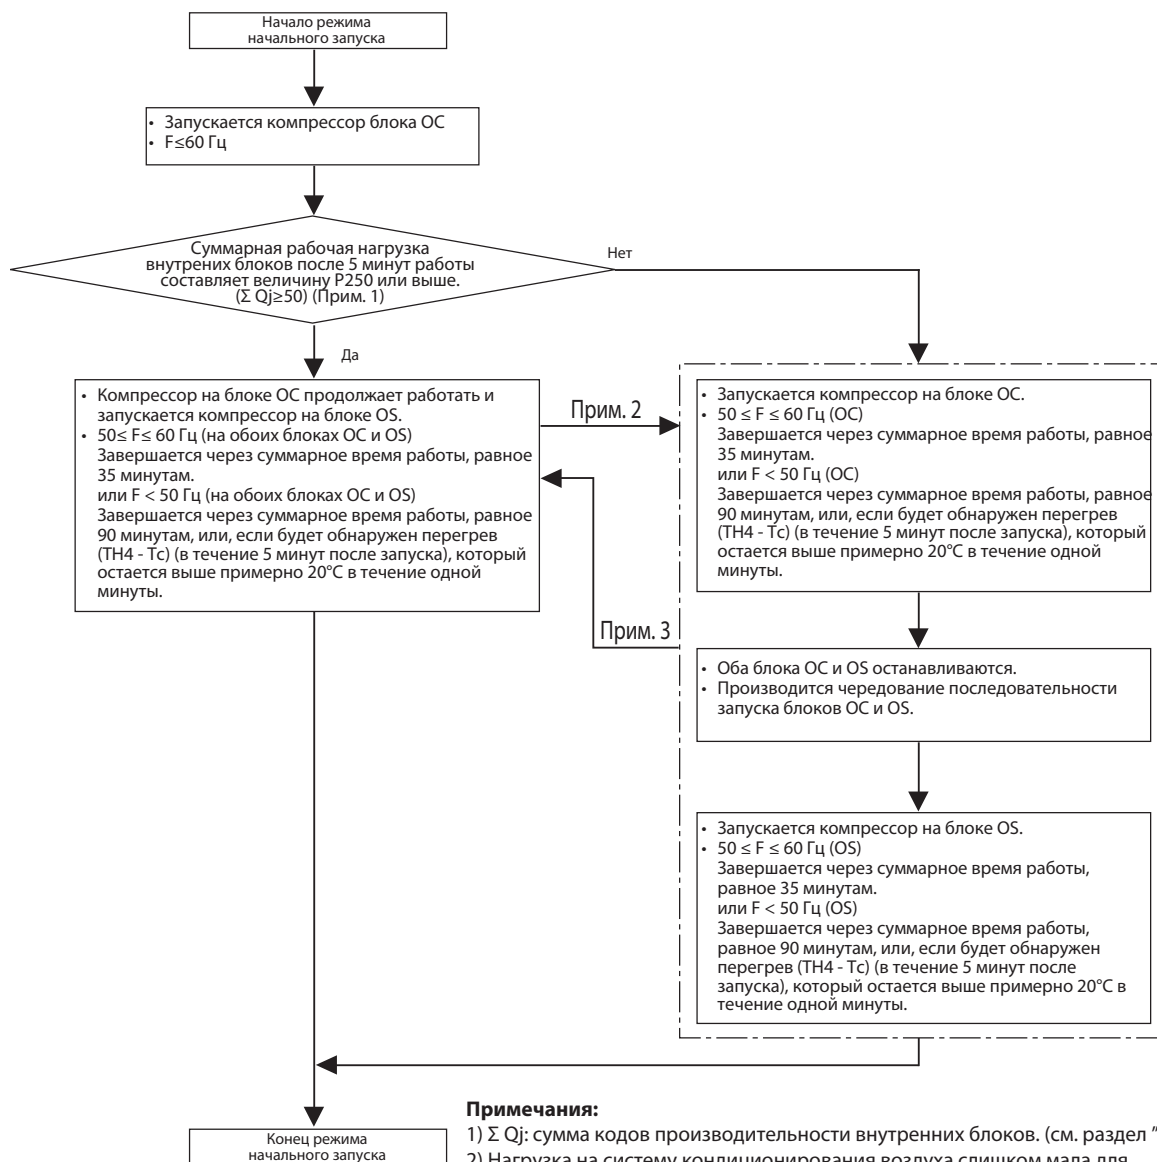 Начало режима
начального запуска
• Запускается компрессор блока OC
• F≤60 Гц
Суммарная рабочая нагрузка
внутрених блоков после 5 минут работы
составляет величину P250 или выше.
(Σ Qj≥50) (Прим. 1)
Нет
Да
• Компрессор на блоке OC продолжает работать и
запускается компрессор на блоке OS.
• 50≤ F≤ 60 Гц (на обоих блоках OC и OS)
Завершается через суммарное время работы, равное
35 минутам.
или F < 50 Гц (на обоих блоках OC и OS)
Завершается через суммарное время работы, равное
90 минутам, или, если будет обнаружен перегрев
(TH4 - Tc) (в течение 5 минут после запуска), который
остается выше примерно 20°C в течение одной
минуты.
Прим. 2
Прим. 3
• Запускается компрессор на блоке OC.
• 50 ≤ F ≤ 60 Гц (OC)
Завершается через суммарное время работы, равное
35 минутам.
или F < 50 Гц (OC)
Завершается через суммарное время работы, равное
90 минутам, или, если будет обнаружен перегрев
(TH4 - Tc) (в течение 5 минут после запуска), который
остается выше примерно 20°C в течение одной
минуты.
• Оба блока OC и OS останавливаются.
• Производится чередование последовательности
запуска блоков OC и OS.
• Запускается компрессор на блоке OS.
• 50 ≤ F ≤ 60 Гц (OS)
Завершается через суммарное время работы,
равное 35 минутам.
или F < 50 Гц (OS)
Завершается через суммарное время работы,
равное 90 минутам, или, если будет обнаружен
перегрев (TH4 - Tc) (в течение 5 минут после
запуска), который остается выше примерно 20°C в
течение одной минуты.
Конец режима
начального запуска
Примечания:
1) Σ Qj: сумма кодов производительности внутренних блоков. (см. раздел "
2) Нагрузка на систему кондиционирования воздуха слишком мала для